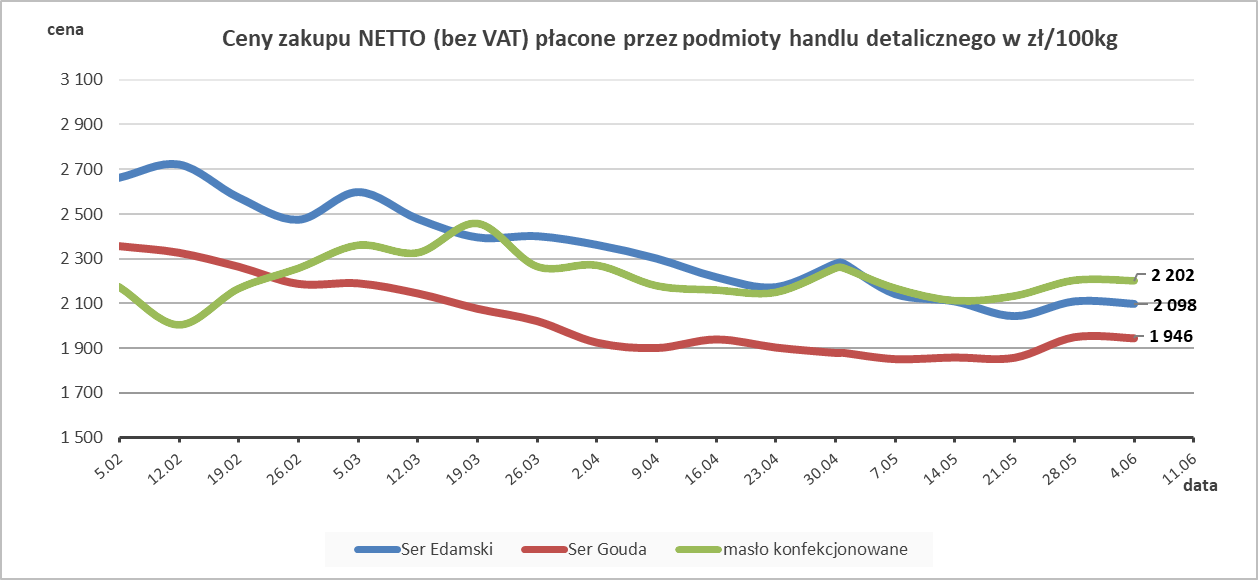 cena
Ceny zakupu NETTO (bez VAT) płacone przez podmioty handlu detalicznego w zł/100kg
3 100
2 900
2 700
2 500
2 300
2 100
1 900
1 700
1 500
2 202
2 098
1 946
5.02 12.02 19.02 26.02 5.03 12.03 19.03 26.03 2.04 9.04 16.04 23.04 30.04 7.05 14.05 21.05 28.05 4.06 11.06
data
Ser Edamski Ser Gouda masło konfekcjonowane